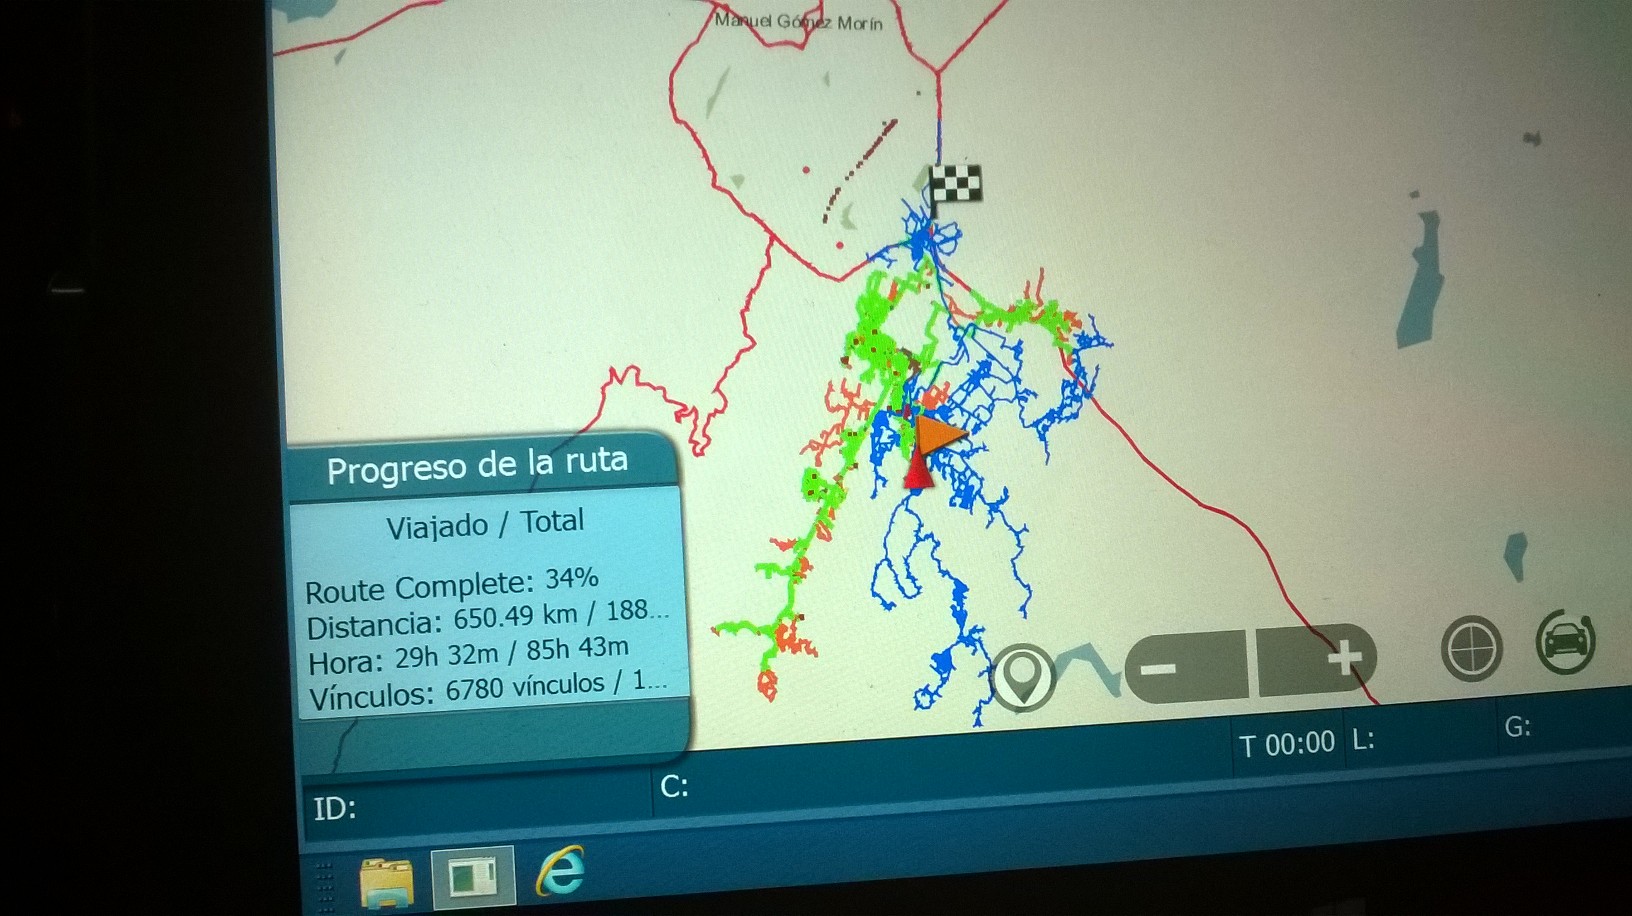 Manuel Gómez Morín
Progreso de la ruta
Viajado / Total
Route Complete: 34%
Distancia: 650.49 km / 188...
Hora: 29h 32m / 85h 43m
Vínculos: 6780 vínculos / 1...
T 00:00 L: G:
ID: C: